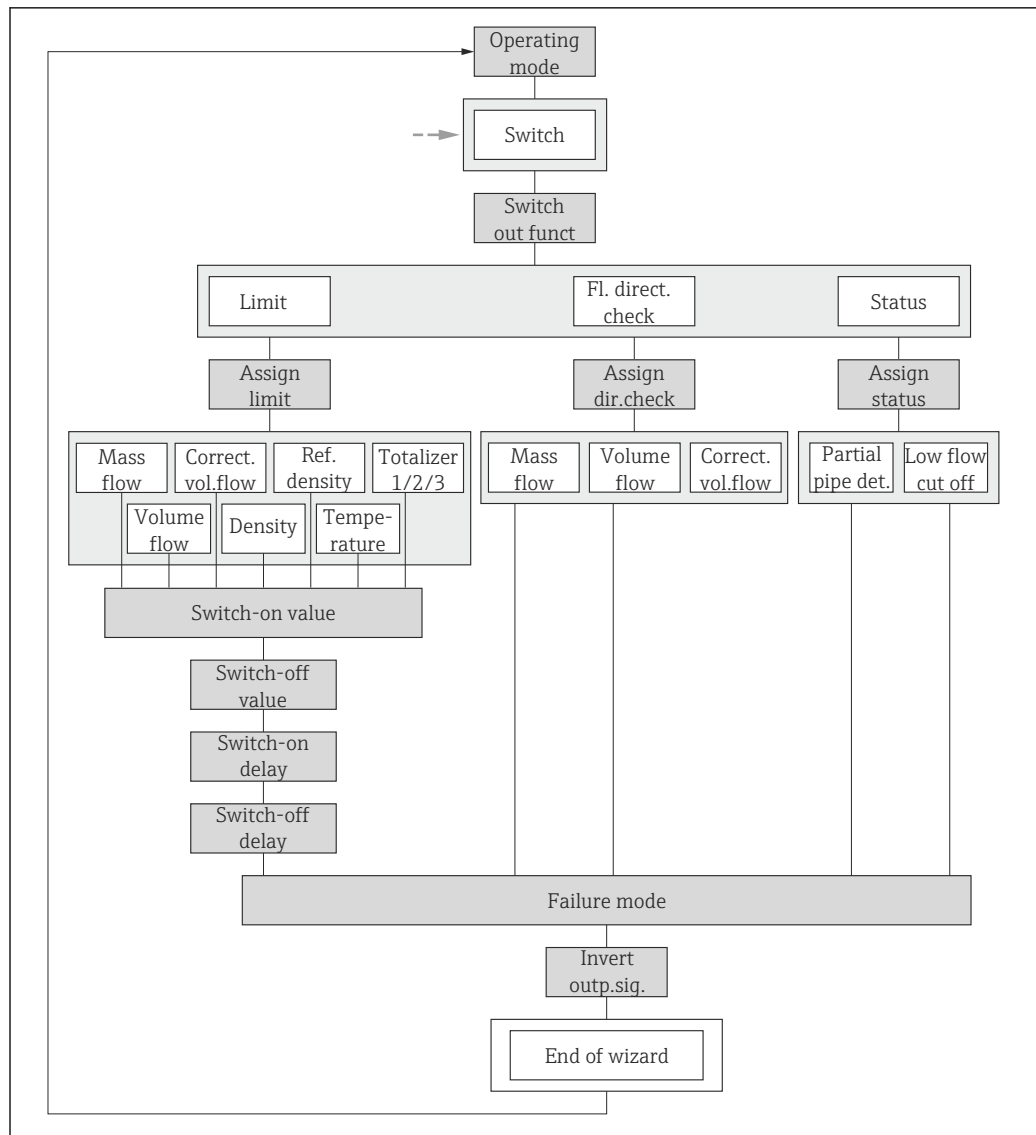 Operating
mode
Switch
Switch
out funct
Limit
Fl. direct.
check
Status
Assign
limit
Assign
dir.check
Assign
status
Mass
flow
Correct.
vol.flow
Ref.
density
Totalizer
1/2/3
Volume
flow
Density
Tempe-
rature
Mass
flow
Volume
flow
Correct.
vol.flow
Partial
pipe det.
Low flow
cut off
Switch-on value
Switch-off
value
Switch-on
delay
Switch-off
delay
Failure mode
Invert
outp.sig.
End of wizard